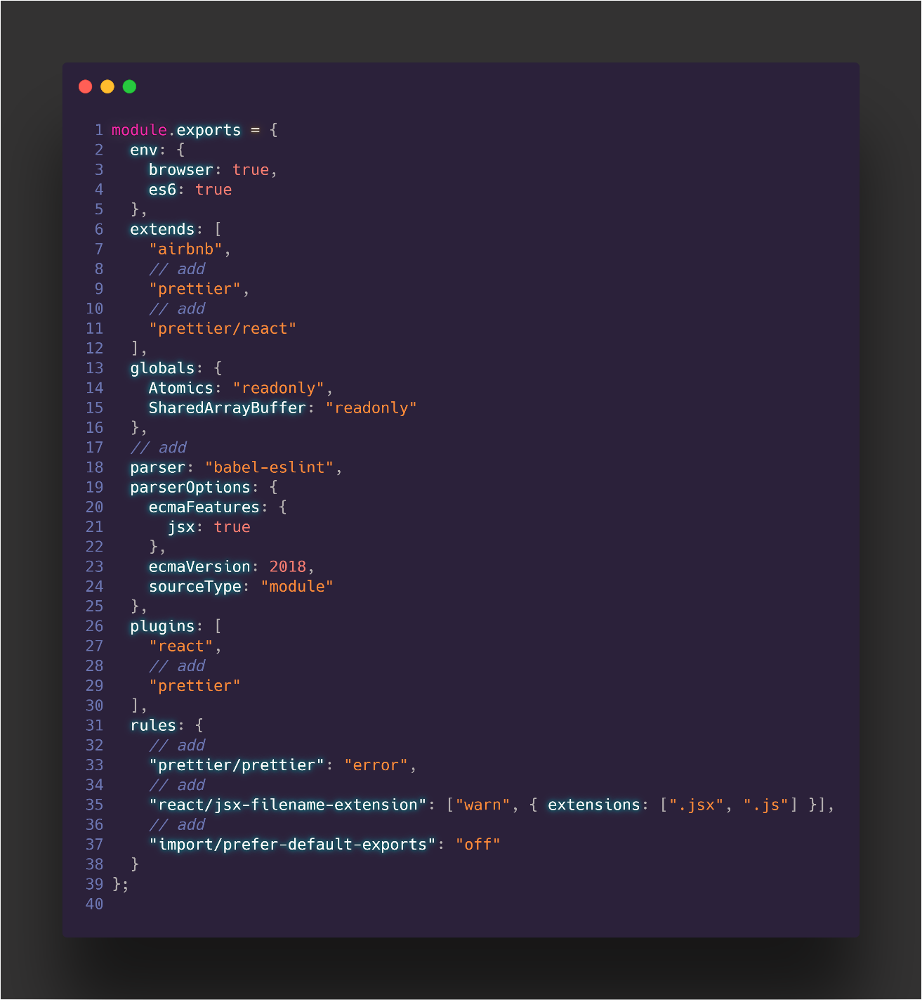 1 module.exports = {
2   env: {
3     browser: true,
4     es6: true
5   },
6   extends: [
7     "airbnb",
8     // add
9     "prettier",
10     // add
11     "prettier/react"
12   ],
13   globals: {
14     Atomics: "readonly",
15     SharedArrayBuffer: "readonly"
16   },
17   // add
18   parser: "babel-eslint",
19   parserOptions: {
20     ecmaFeatures: {
21       jsx: true
22     },
23     ecmaVersion: 2018,
24     sourceType: "module"
25   },
26   plugins: [
27     "react",
28     // add
29     "prettier"
30   ],
31   rules: {
32     // add
33     "prettier/prettier": "error",
34     // add
35     "react/jsx-filename-extension": ["warn", { extensions: [".jsx", ".js"] }],
36     // add
37     "import/prefer-default-exports": "off"
38   }
39 };
40